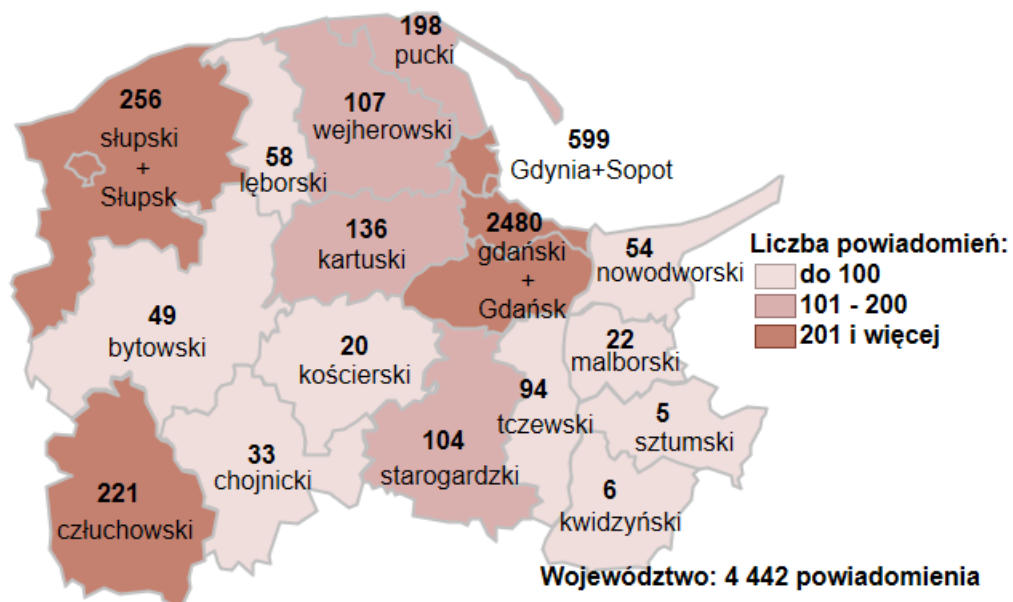 198
pucki
256
słupski
+
Słupsk
107
wejherowski
58
lęborski
599
Gdynia+Sopot
136
kartuski
2480
gdański
+
Gdańsk
54
nowodworski
Liczba powiadomień:
do 100
101 - 200
201 i więcej
49
bytowski
20
kościerski
22
malborski
94
tczewski
5
sztumski
33
chojnicki
104
starogardzki
221
człuchowski
6
kwidzyński
Województwo: 4 442 powiadomienia